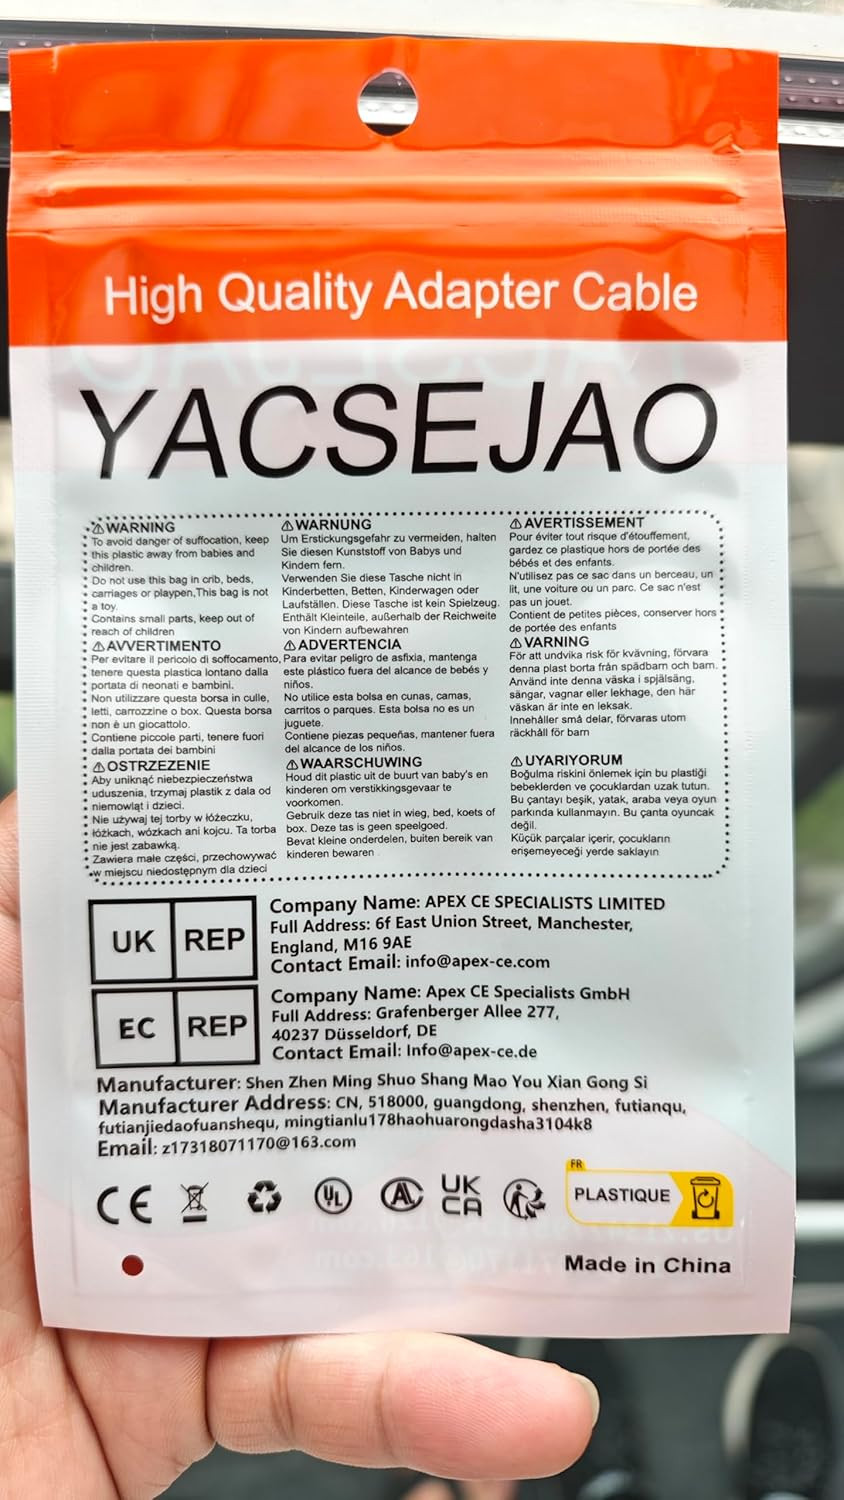 High Quality Adapter Cable
YACSEJAO
⚠WARNING
To avoid danger of suffocation, keep
this plastic away from babies and
children.
Do not use this bag in crib, beds,
carriages or playpen,This bag is not
a toy.
Contains small parts, keep out of
reach of children
⚠WARNUNG
Um Erstickungsgefahr zu vermeiden, halten
Sie diesen Kunststoff von Babys und
Kindern fern.
Verwenden Sie diese Tasche nicht in
Kinderbetten, Betten, Kinderwagen oder
Laufställen. Diese Tasche ist kein Spielzeug.
Enthält Kleinteile, außerhalb der Reichweite
von Kindern aufbewahren
⚠AVERTISSEMENT
Pour éviter tout risque d'étouffement,
gardez ce plastique hors de portée des
bébés et des enfants.
N'utilisez pas ce sac dans un berceau, un
lit, une voiture ou un parc. Ce sac n'est
pas un jouet.
Contient de petites pièces, conserver hors
de portée des enfants
⚠AVVERTIMENTO
Per evitare il pericolo di soffocamento,
tenere questa plastica lontano dalla
portata di neonati e bambini.
Non utilizzare questa borsa in culle,
letti, carrozzine o box. Questa borsa
non è un giocattolo.
Contiene piccole parti, tenere fuori
dalla portata dei bambini
⚠ADVERTENCIA
Para evitar peligro de asfixia, mantenga
este plástico fuera del alcance de bebés y
niños.
No utilice esta bolsa en cunas, camas,
carritos o parques. Esta bolsa no es un
juguete.
Contiene piezas pequeñas, mantener fuera
del alcance de los niños.
⚠VARNING
För att undvika risk för kvävning, förvara
denna plast borta från spädbarn och barn.
Använd inte denna väska i spjälsäng,
sängar, vagnar eller lekhage, den här
väskan är inte en leksak.
Innehåller små delar, förvaras utom
räckhåll för barn
⚠OSTRZEZENIE
Aby uniknąć niebezpieczeństwa
uduszenia, trzymaj plastik z dala od
niemowląt i dzieci.
Nie używaj tej torby w łóżeczku,
łóżkach, wózkach ani kojcu. Ta torba
nie jest zabawką.
Zawiera małe części, przechowywać
w miejscu niedostępnym dla dzieci
⚠WAARSCHUWING
Houd dit plastic uit de buurt van baby's en
kinderen om verstikkingsgevaar te
voorkomen.
Gebruik deze tas niet in wieg, bed, koets of
box. Deze tas is geen speelgoed.
Bevat kleine onderdelen, buiten bereik van
kinderen bewaren
⚠UYARIYORUM
Boğulma riskini önlemek için bu plastiği
bebeklerden ve çocuklardan uzak tutun.
Bu çantayı beşik, yatak, araba veya oyun
parkında kullanmayın. Bu çanta oyuncak
değil.
Küçük parçalar içerir, çocukların
erişemeyeceği yerde saklayın
UK REP
Company Name: APEX CE SPECIALISTS LIMITED
Full Address: 6f East Union Street, Manchester,
England, M16 9AE
Contact Email: info@apex-ce.com
EC REP
Company Name: Apex CE Specialists GmbH
Full Address: Grafenberger Allee 277,
40237 Düsseldorf, DE
Contact Email: Info@apex-ce.de
Manufacturer: Shen Zhen Ming Shuo Shang Mao You Xian Gong Si
Manufacturer Address: CN, 518000, guangdong, shenzhen, futianqu,
futianjiedaofuanshequ, mingtianlu178haohuarongdasha3104k8
Email: z17318071170@163.com
CE UL UK CA
FR
PLASTIQUE
Made in China